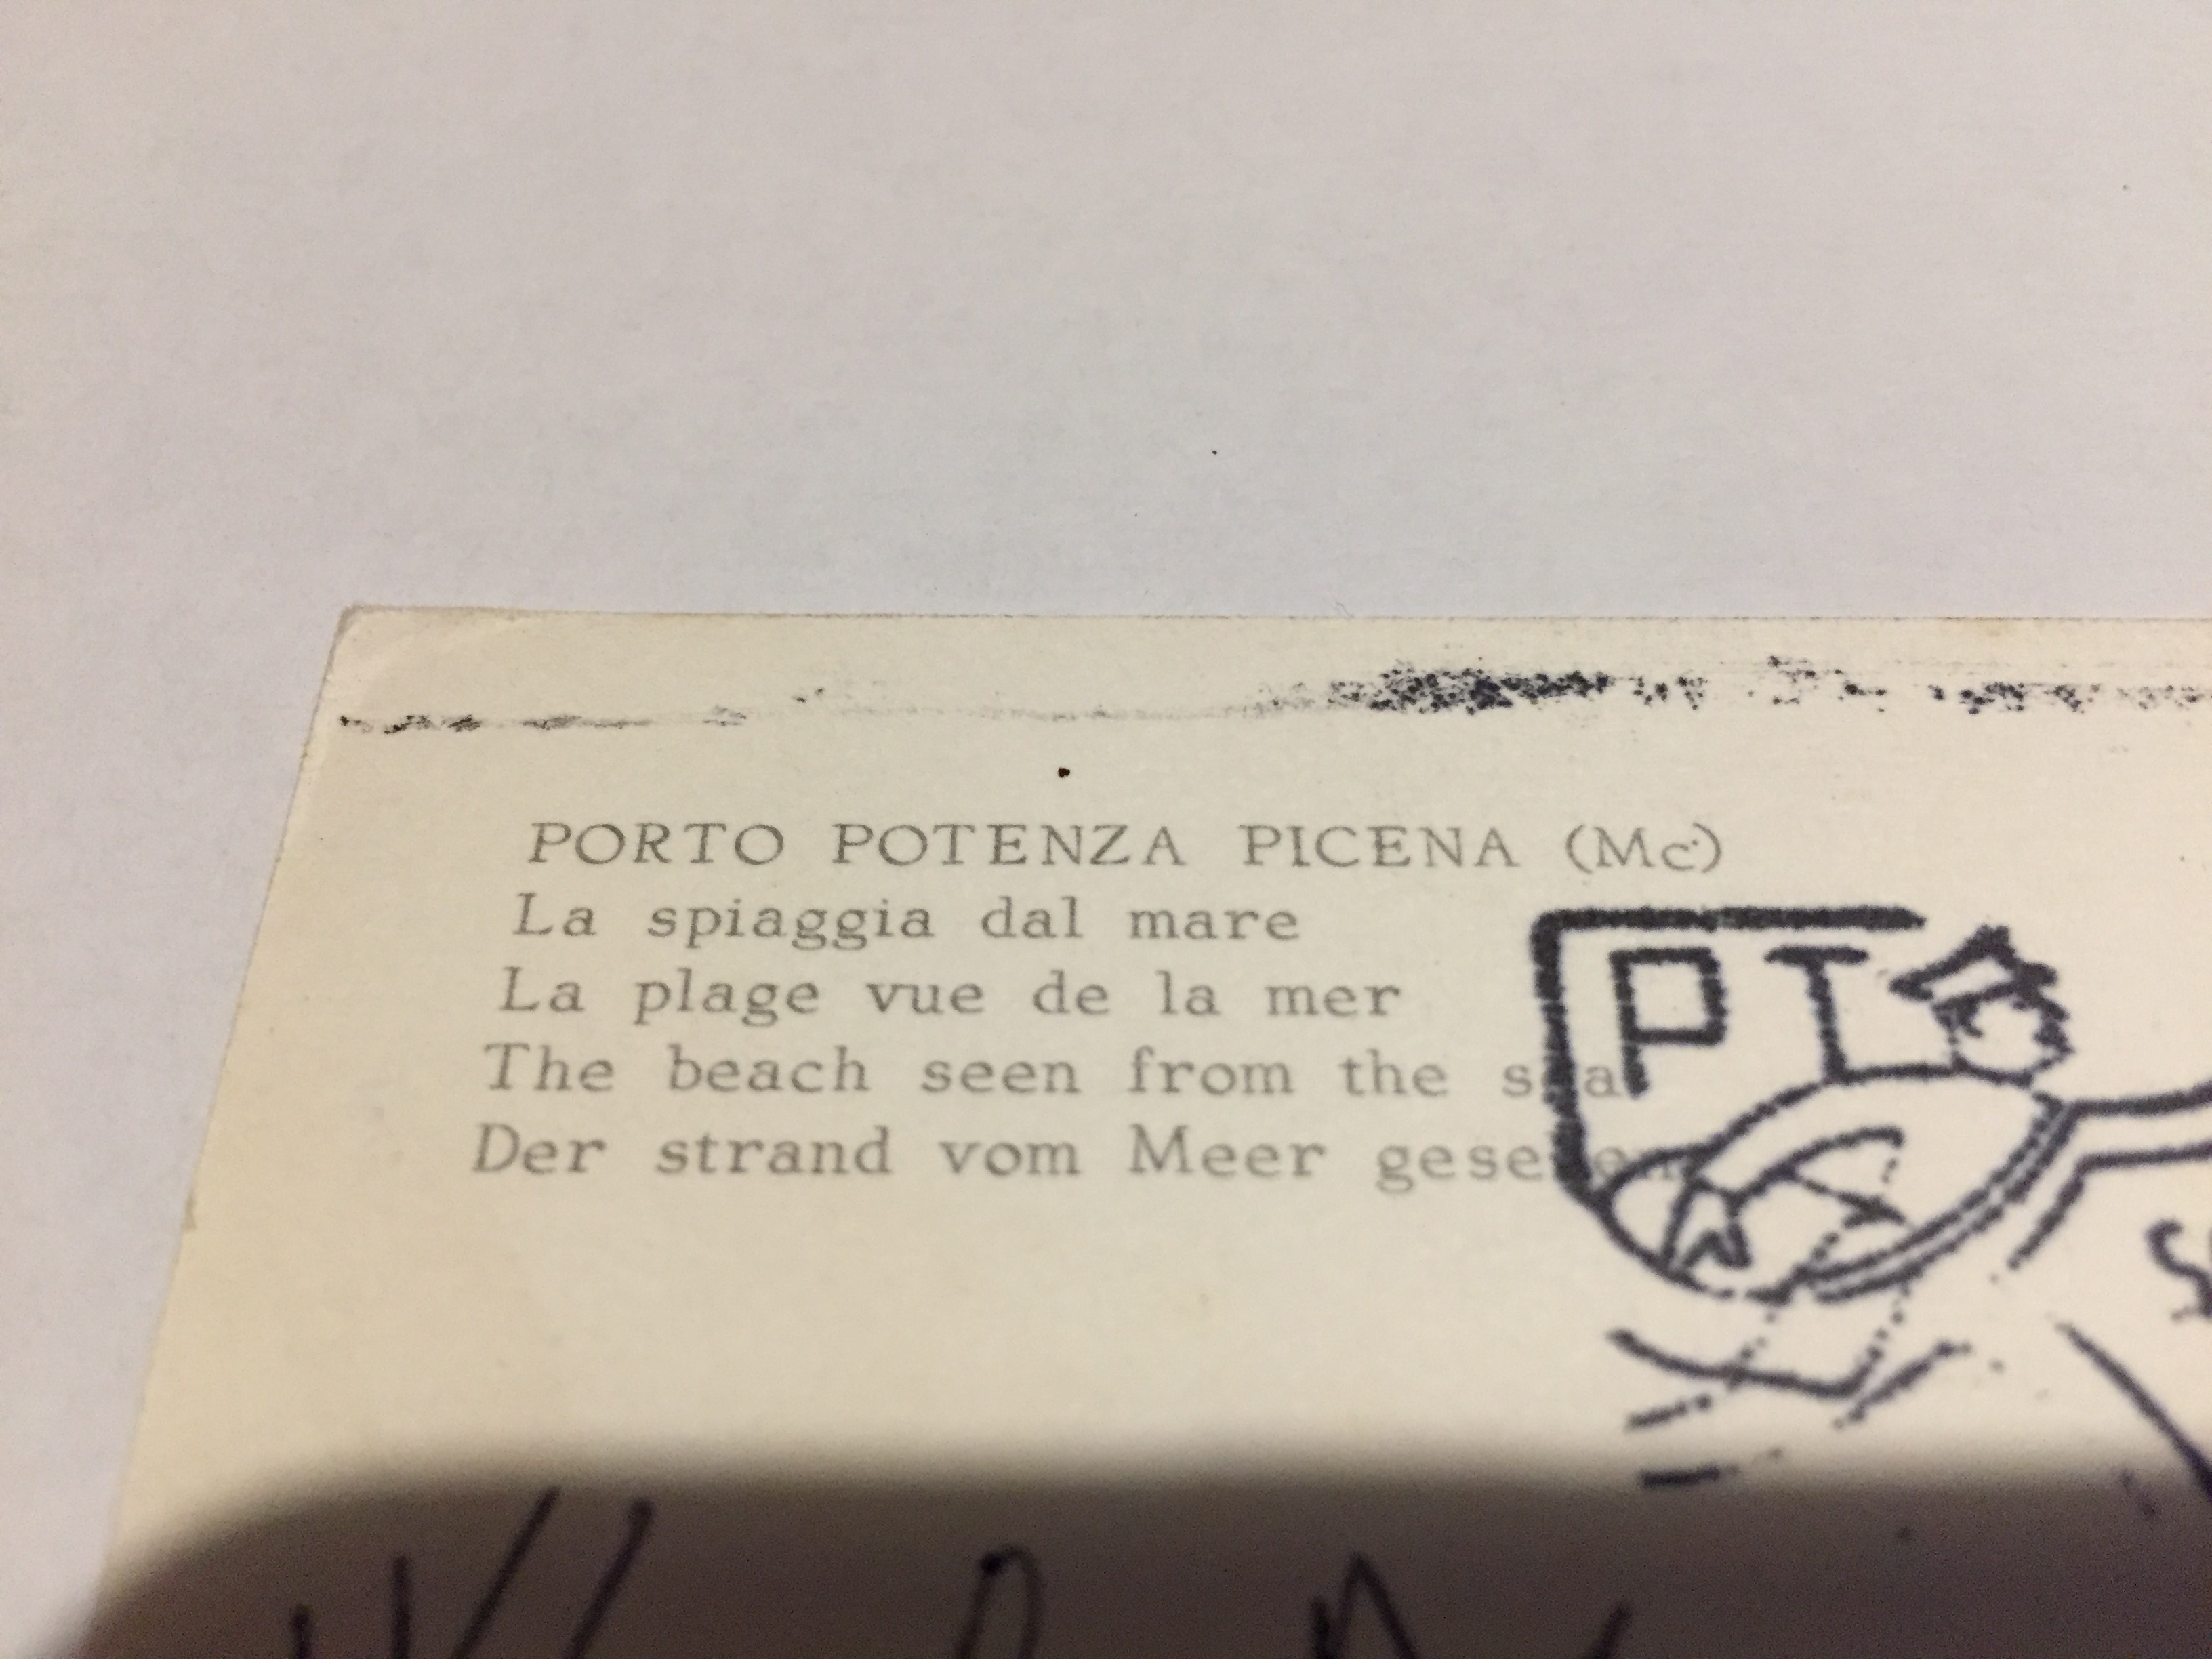 PORTO POTENZA PICENA (Mc)
La spiaggia dal mare
La plage vue de la mer
The beach seen from the sea
Der strand vom Meer gesehen
PT